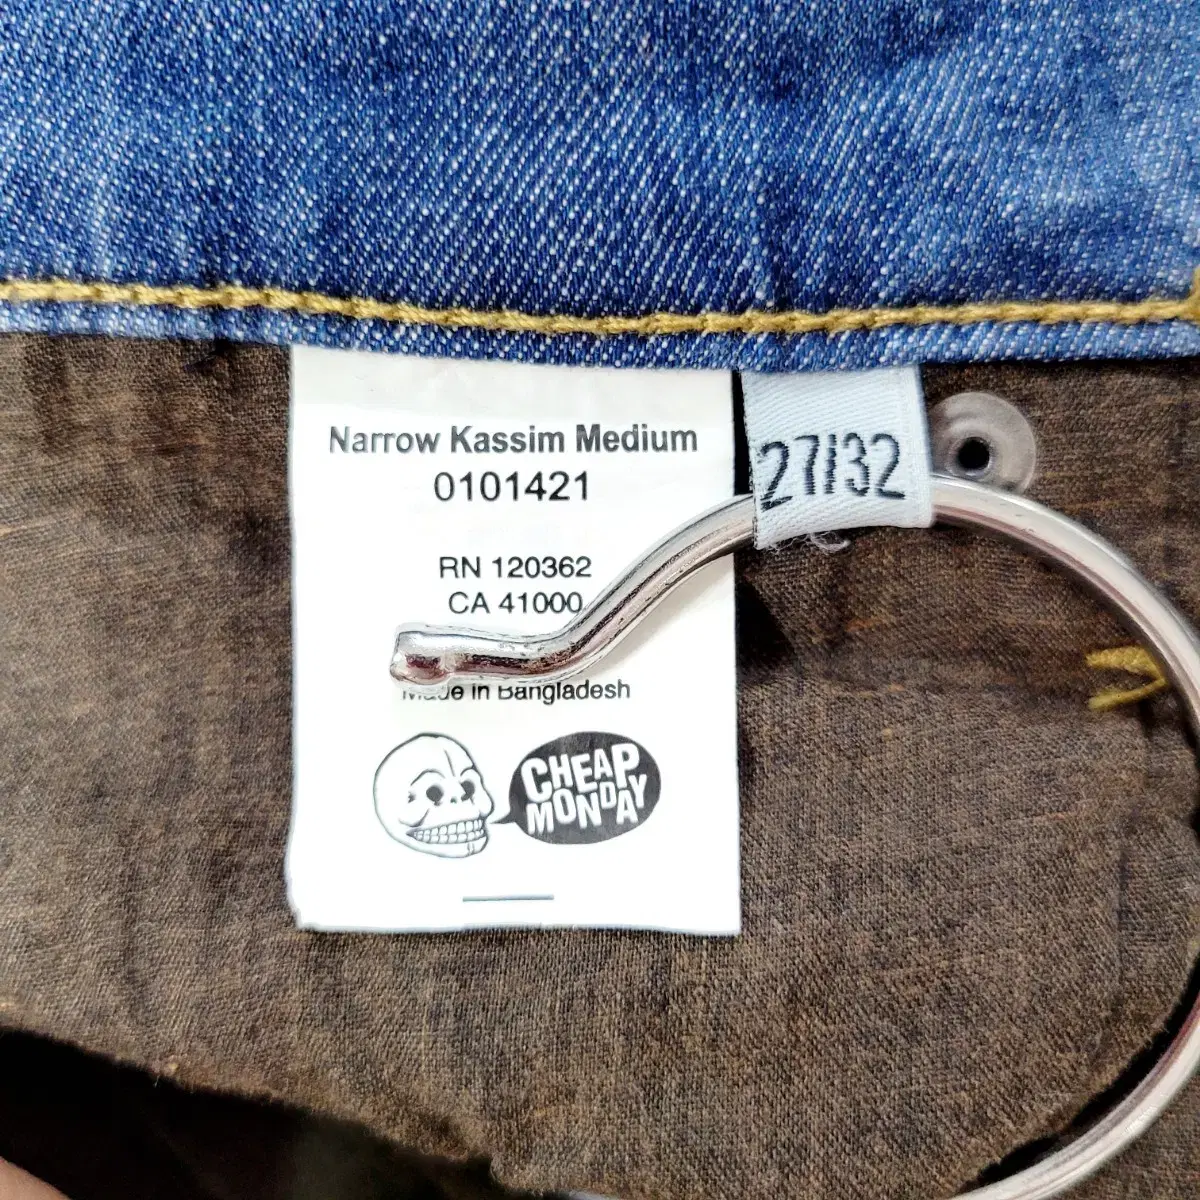 Narrow Kassim Medium
0101421
27/32
RN 120362
CA 41000
Made in Bangladesh
CHEAP
MONDAY